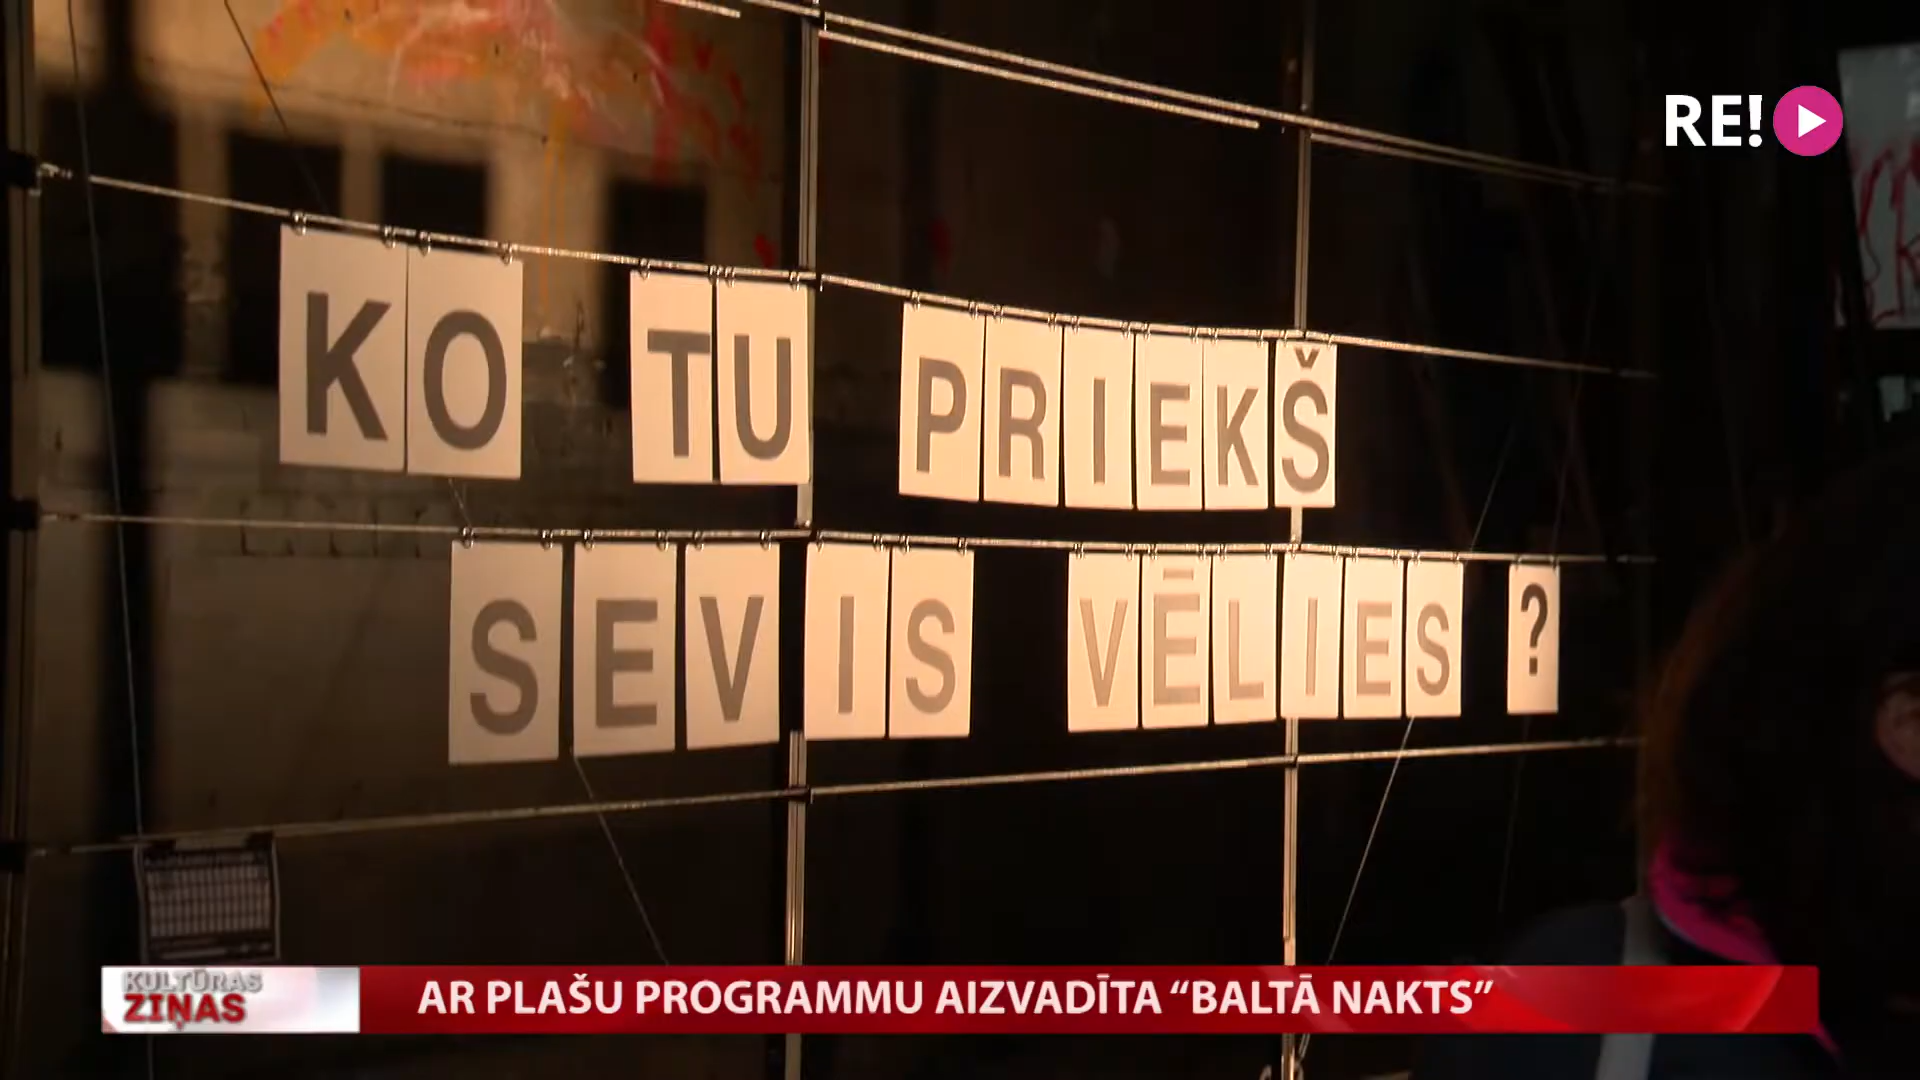 RE!
KO TU PRIEKŠ
SEVIS VĒLIES ?
KULTŪRAS
ZIŅAS
AR PLAŠU PROGRAMMU AIZVADĪTA “BALTĀ NAKTS”